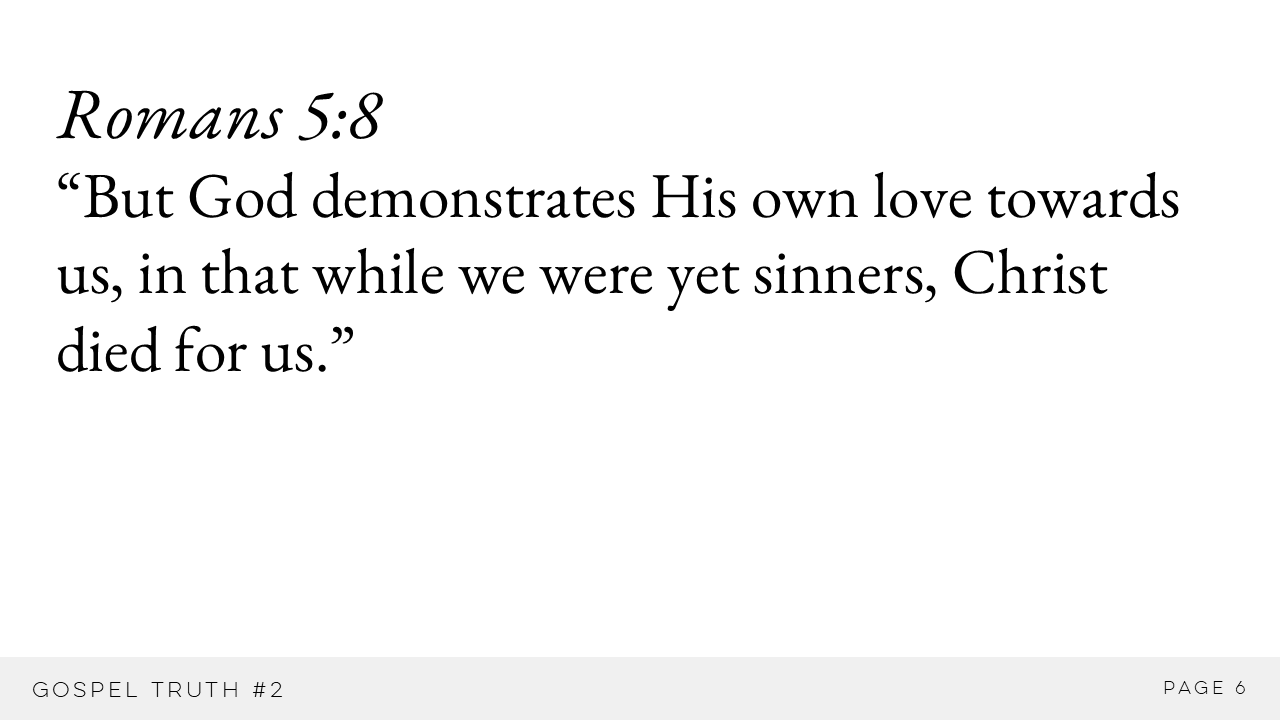 Romans 5:8
“But God demonstrates His own love towards
us, in that while we were yet sinners, Christ
died for us.”
GOSPEL TRUTH #2
PAGE 6